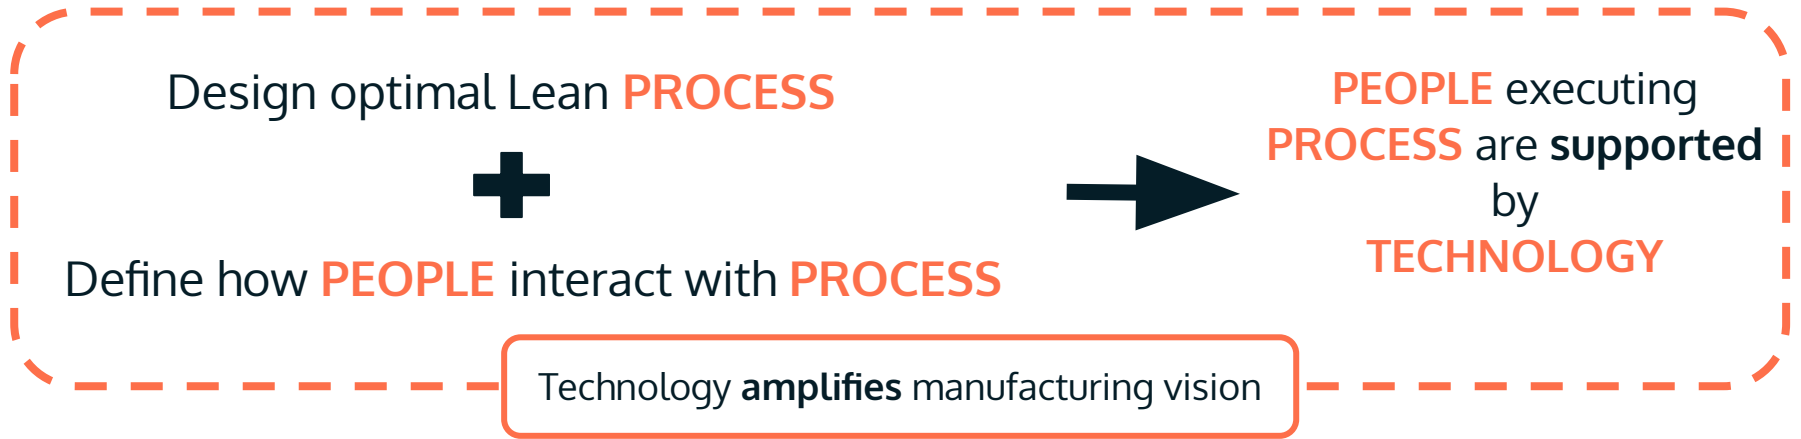 Design optimal Lean PROCESS
Define how PEOPLE interact with PROCESS
PEOPLE executing
PROCESS are supported
by
TECHNOLOGY
Technology amplifies manufacturing vision